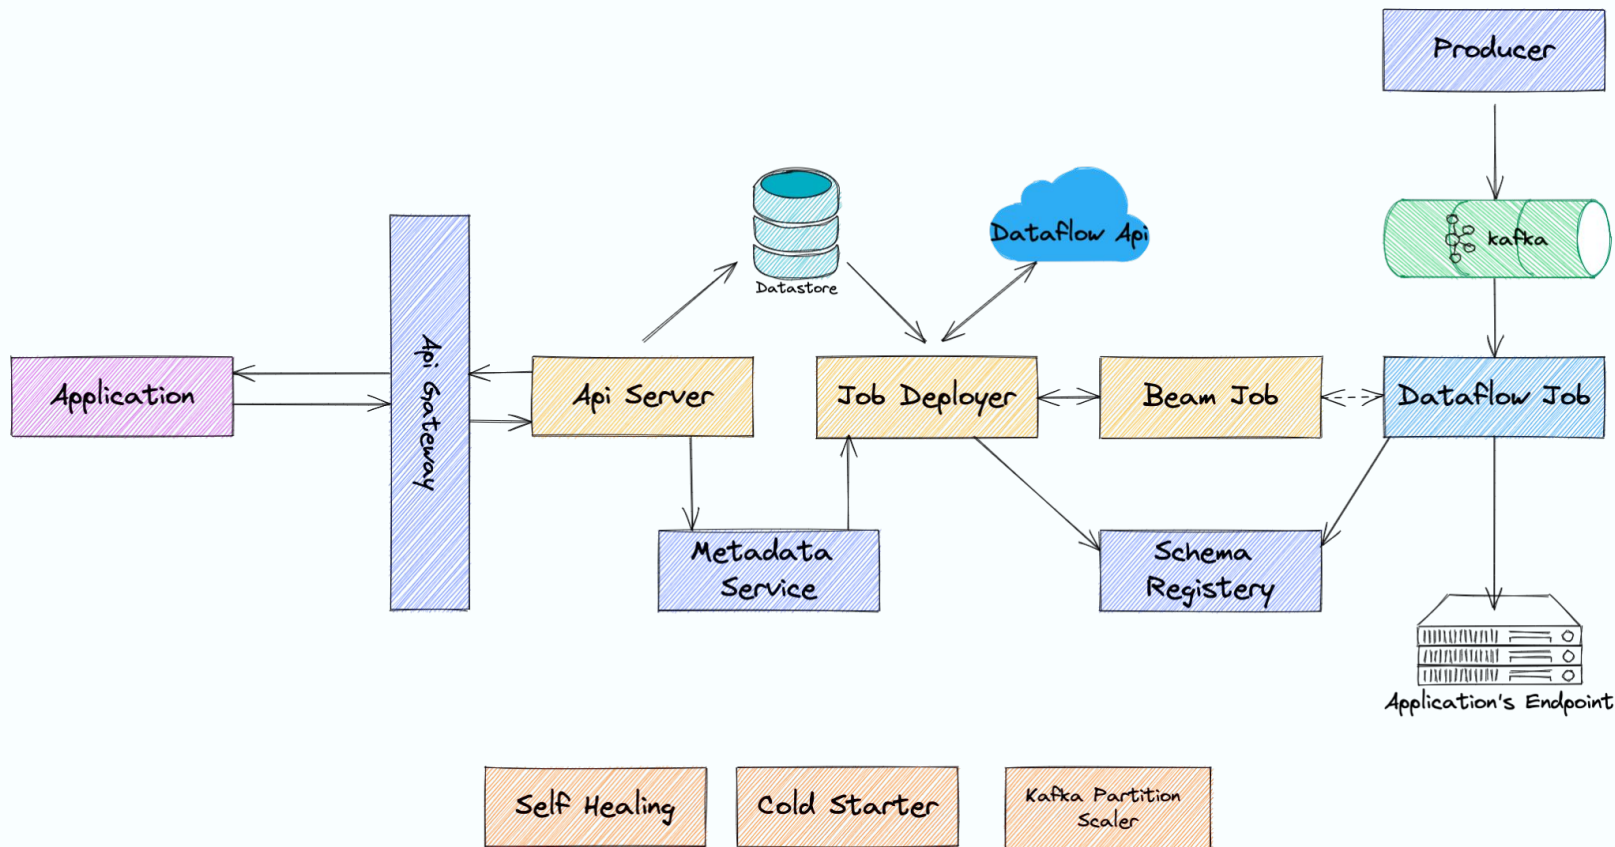 Producer
Dataflow Api
kafka
Datastore
Api Gateway
Application
Api Server
Job Deployer
Beam Job
Dataflow Job
Metadata
Service
Schema
Registery
Application's Endpoint
Self Healing
Cold Starter
Kafka Partition
Scaler